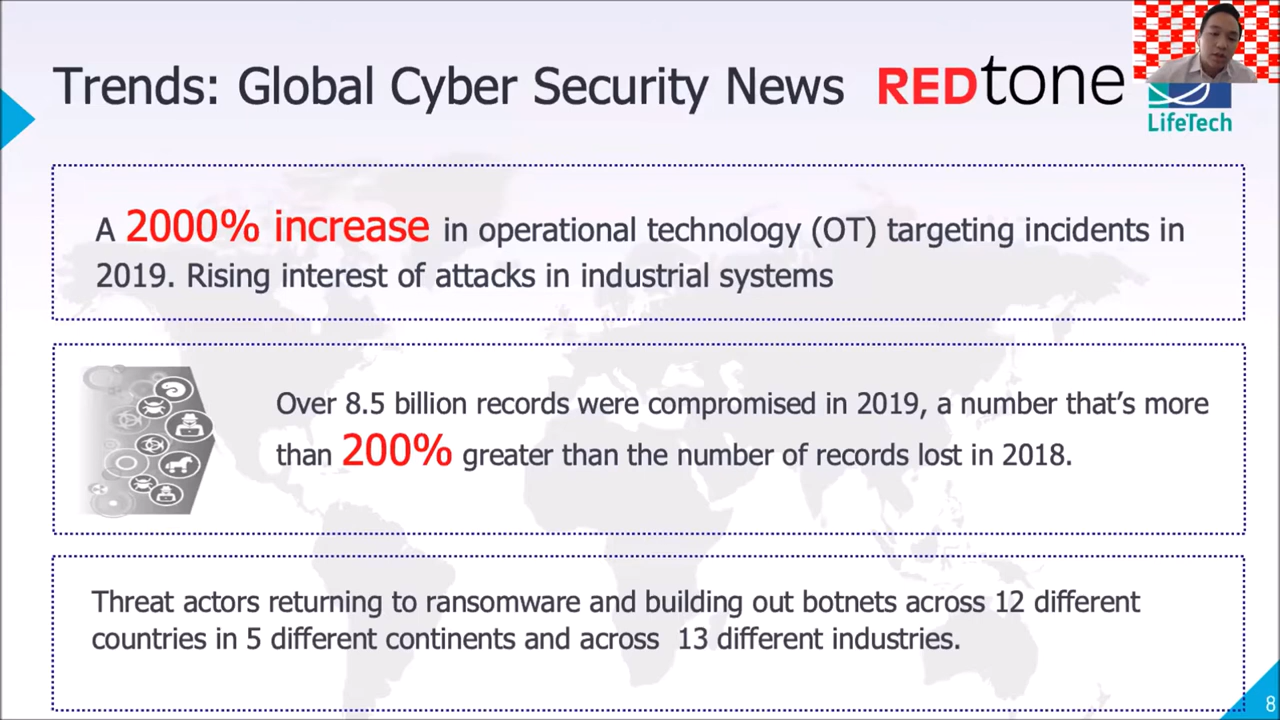 Trends: Global Cyber Security News
REDtone
LifeTech
A 2000% increase in operational technology (OT) targeting incidents in
2019. Rising interest of attacks in industrial systems
Over 8.5 billion records were compromised in 2019, a number that’s more
than 200% greater than the number of records lost in 2018.
Threat actors returning to ransomware and building out botnets across 12 different
countries in 5 different continents and across 13 different industries.
8